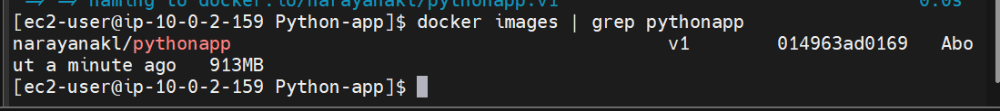 => => naming to docker.io/narayanakl/pythonapp:v1 0.0s
[ec2-user@ip-10-0-2-159 Python-app]$ docker images | grep pythonapp
narayanakl/pythonapp v1 014963ad0169 Abo
ut a minute ago 913MB
[ec2-user@ip-10-0-2-159 Python-app]$